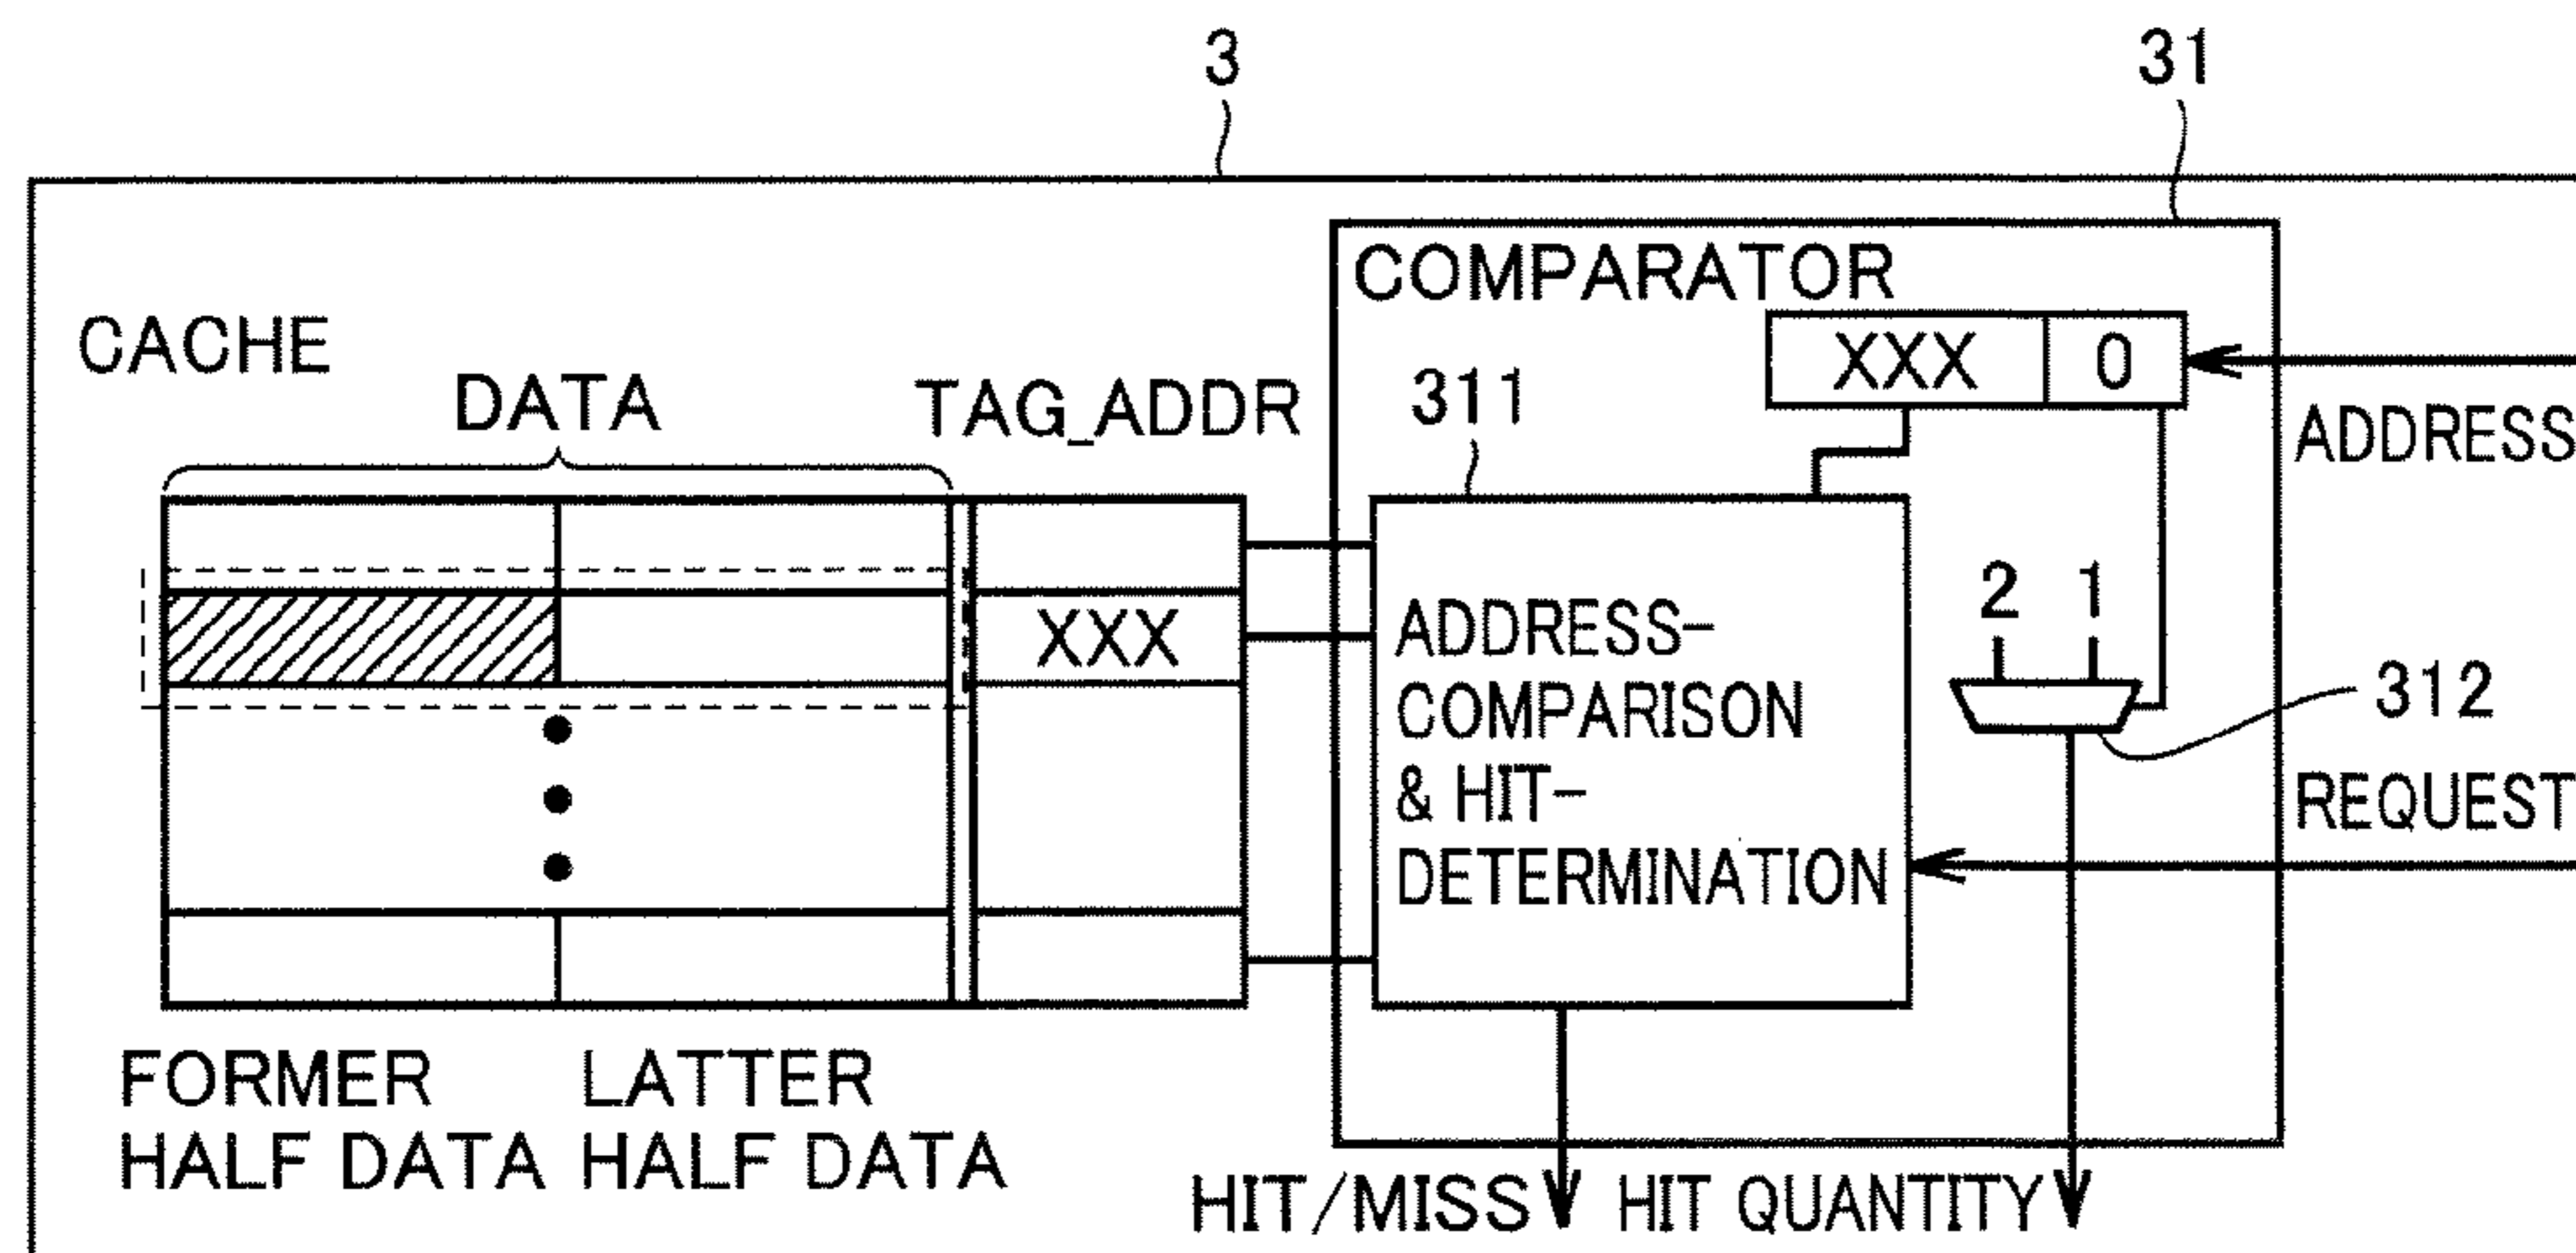 3
31
COMPARATOR
CACHE
XXX 0
DATA
TAG_ADDR
311
ADDRESS
2 1
XXX
ADDRESS-
COMPARISON
& HIT-
DETERMINATION
312
REQUEST
FORMER
HALF DATA
LATTER
HALF DATA
HIT/MISS
HIT QUANTITY